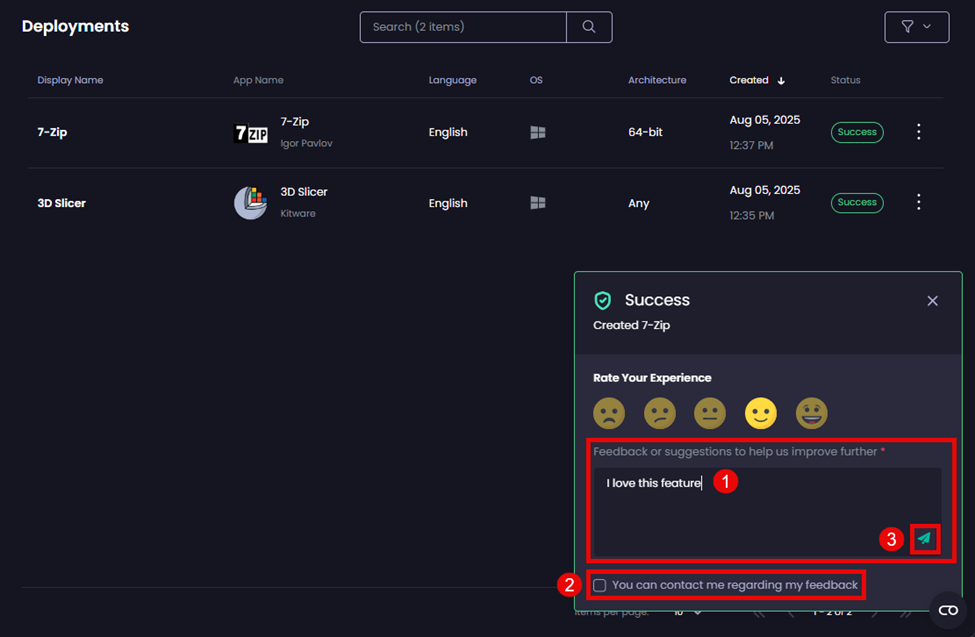 Deployments
Search (2 items)
Display Name App Name Language OS Architecture Created Status
7-Zip 7 ZIP 7-Zip Igor Pavlov English 64-bit Aug 05, 2025 12:37 PM Success
3D Slicer 3D Slicer Kitware English Any Aug 05, 2025 12:35 PM Success
Success
Created 7-Zip
Rate Your Experience
Feedback or suggestions to help us improve further *
I love this feature 1
3
2 You can contact me regarding my feedback
Items per page: 10 1 - 2 of 2